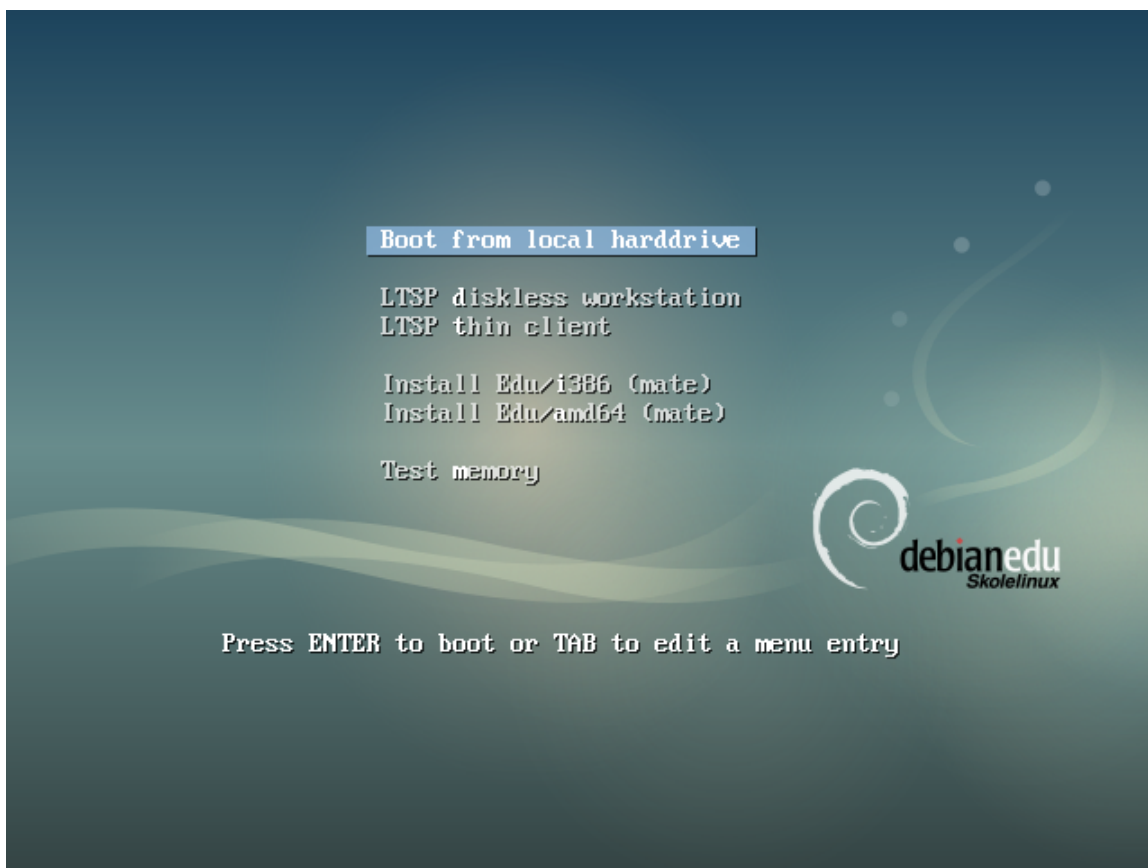 Boot from local harddrive
LTSP diskless workstation
LTSP thin client
Install Edu/i386 (mate)
Install Edu/amd64 (mate)
Test memory
debianedu
Skolelinux
Press ENTER to boot or TAB to edit a menu entry